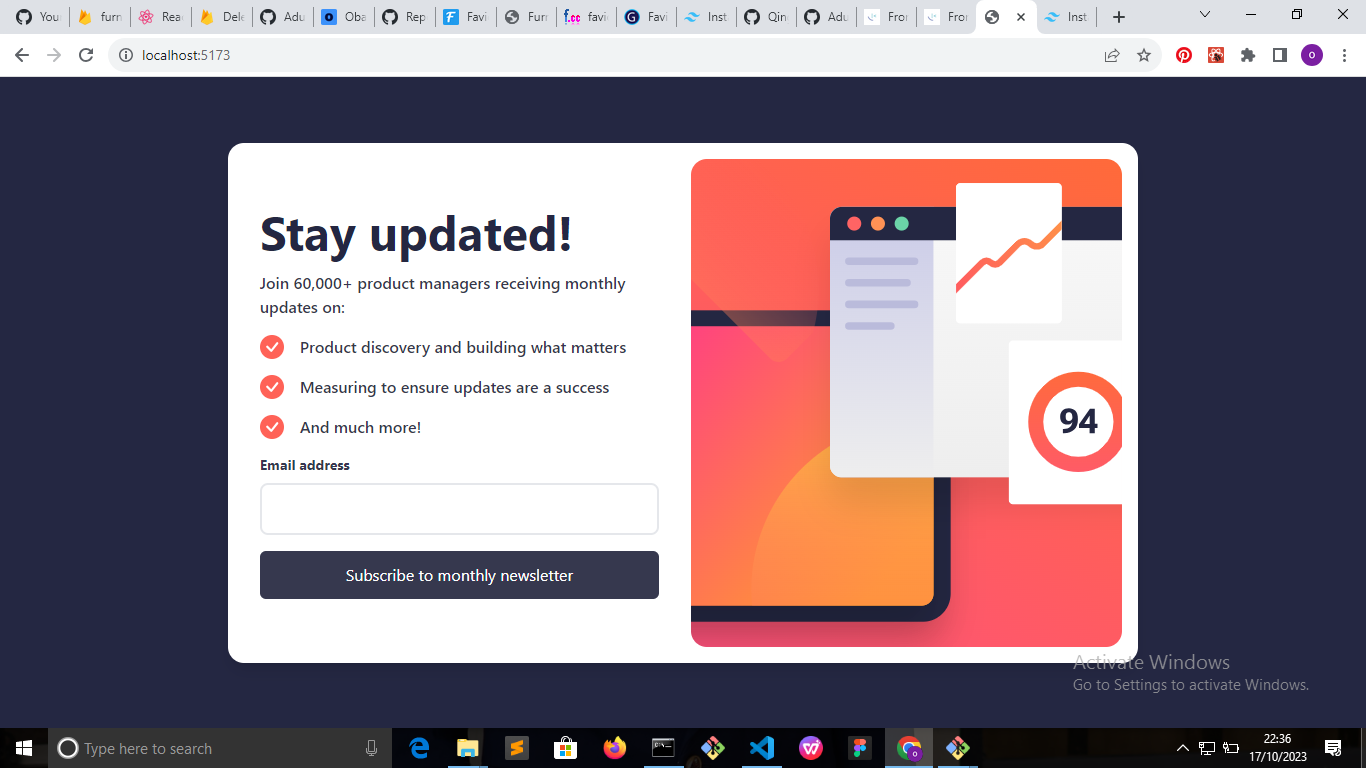 You
furn
Rea
Dele
Adu
Oba
Rep
Favi
Furr
favi
Favi
Inst
Qin
Adu
Fron
Fron
Inst
localhost:5173
Stay updated!
Join 60,000+ product managers receiving monthly
updates on:
Product discovery and building what matters
Measuring to ensure updates are a success
And much more!
Email address
Subscribe to monthly newsletter
94
Activate Windows
Go to Settings to activate Windows.
Type here to search
22:36
17/10/2023